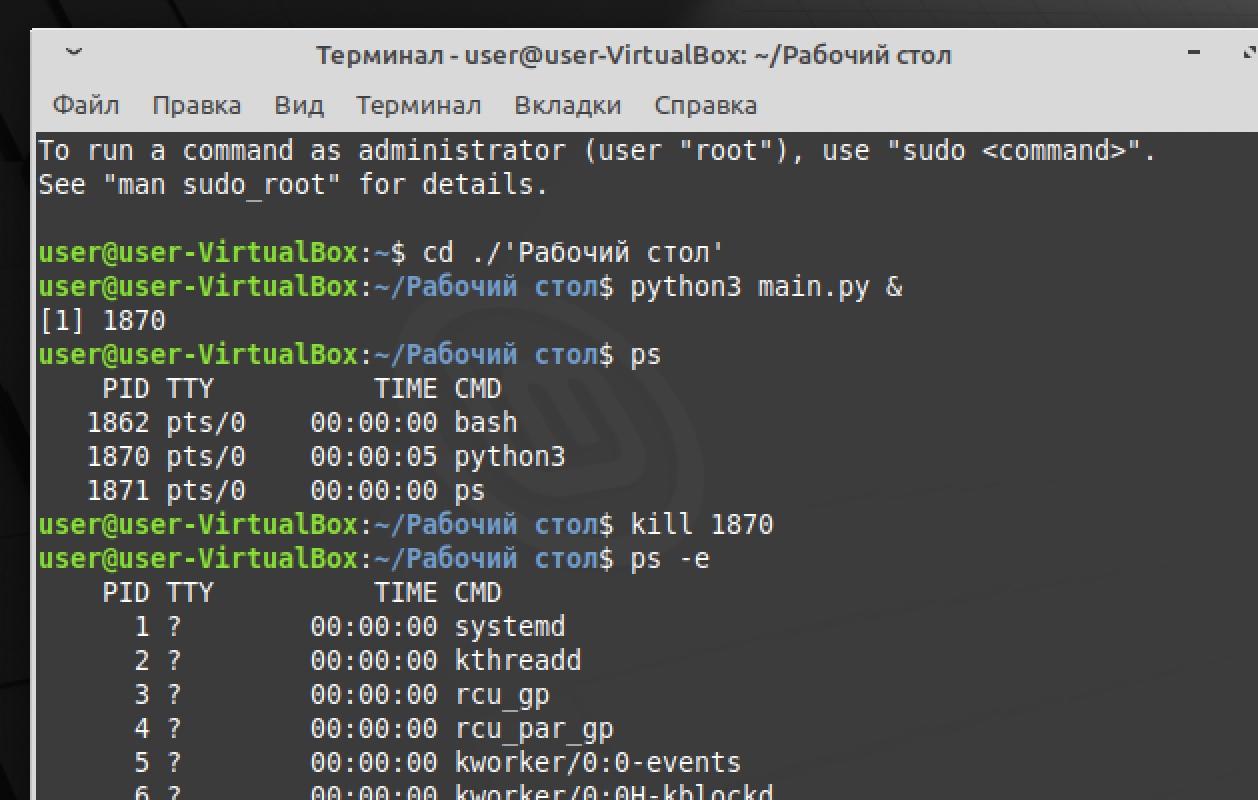 Терминал - user@user-VirtualBox: ~/Рабочий стол
Файл Правка Вид Терминал Вкладки Справка
To run a command as administrator (user "root"), use "sudo <command>".
See "man sudo_root" for details.
user@user-VirtualBox:~$ cd ./'Рабочий стол'
user@user-VirtualBox:~/Рабочий стол$ python3 main.py &
[1] 1870
user@user-VirtualBox:~/Рабочий стол$ ps
PID TTY TIME CMD
1862 pts/0 00:00:00 bash
1870 pts/0 00:00:05 python3
1871 pts/0 00:00:00 ps
user@user-VirtualBox:~/Рабочий стол$ kill 1870
user@user-VirtualBox:~/Рабочий стол$ ps -e
PID TTY TIME CMD
1 ? 00:00:00 systemd
2 ? 00:00:00 kthreadd
3 ? 00:00:00 rcu_gp
4 ? 00:00:00 rcu_par_gp
5 ? 00:00:00 kworker/0:0-events
6 ? 00:00:00 kworker/0:0H-kblockd